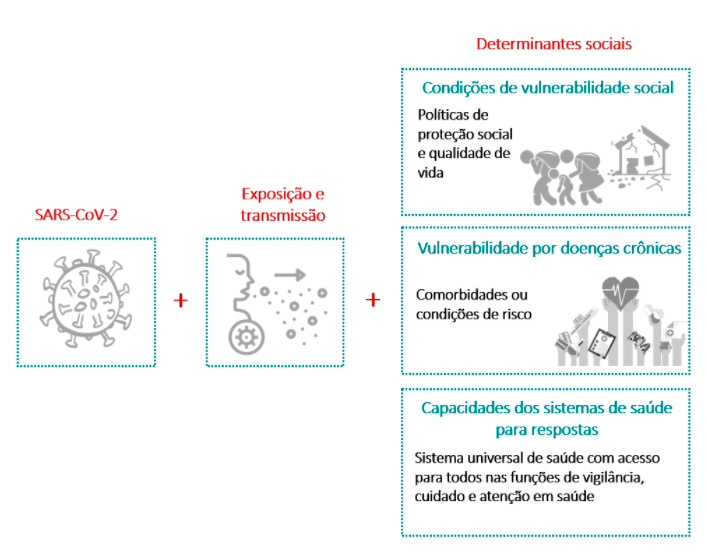 Determinantes sociais
SARS-CoV-2
Exposição e
transmissão
Condições de vulnerabilidade social
Políticas de
proteção social
e qualidade de
vida
+
+
Vulnerabilidade por doenças crônicas
Comorbidades ou
condições de risco
Capacidades dos sistemas de saúde
para respostas
Sistema universal de saúde com acesso
para todos nas funções de vigilância,
cuidado e atenção em saúde